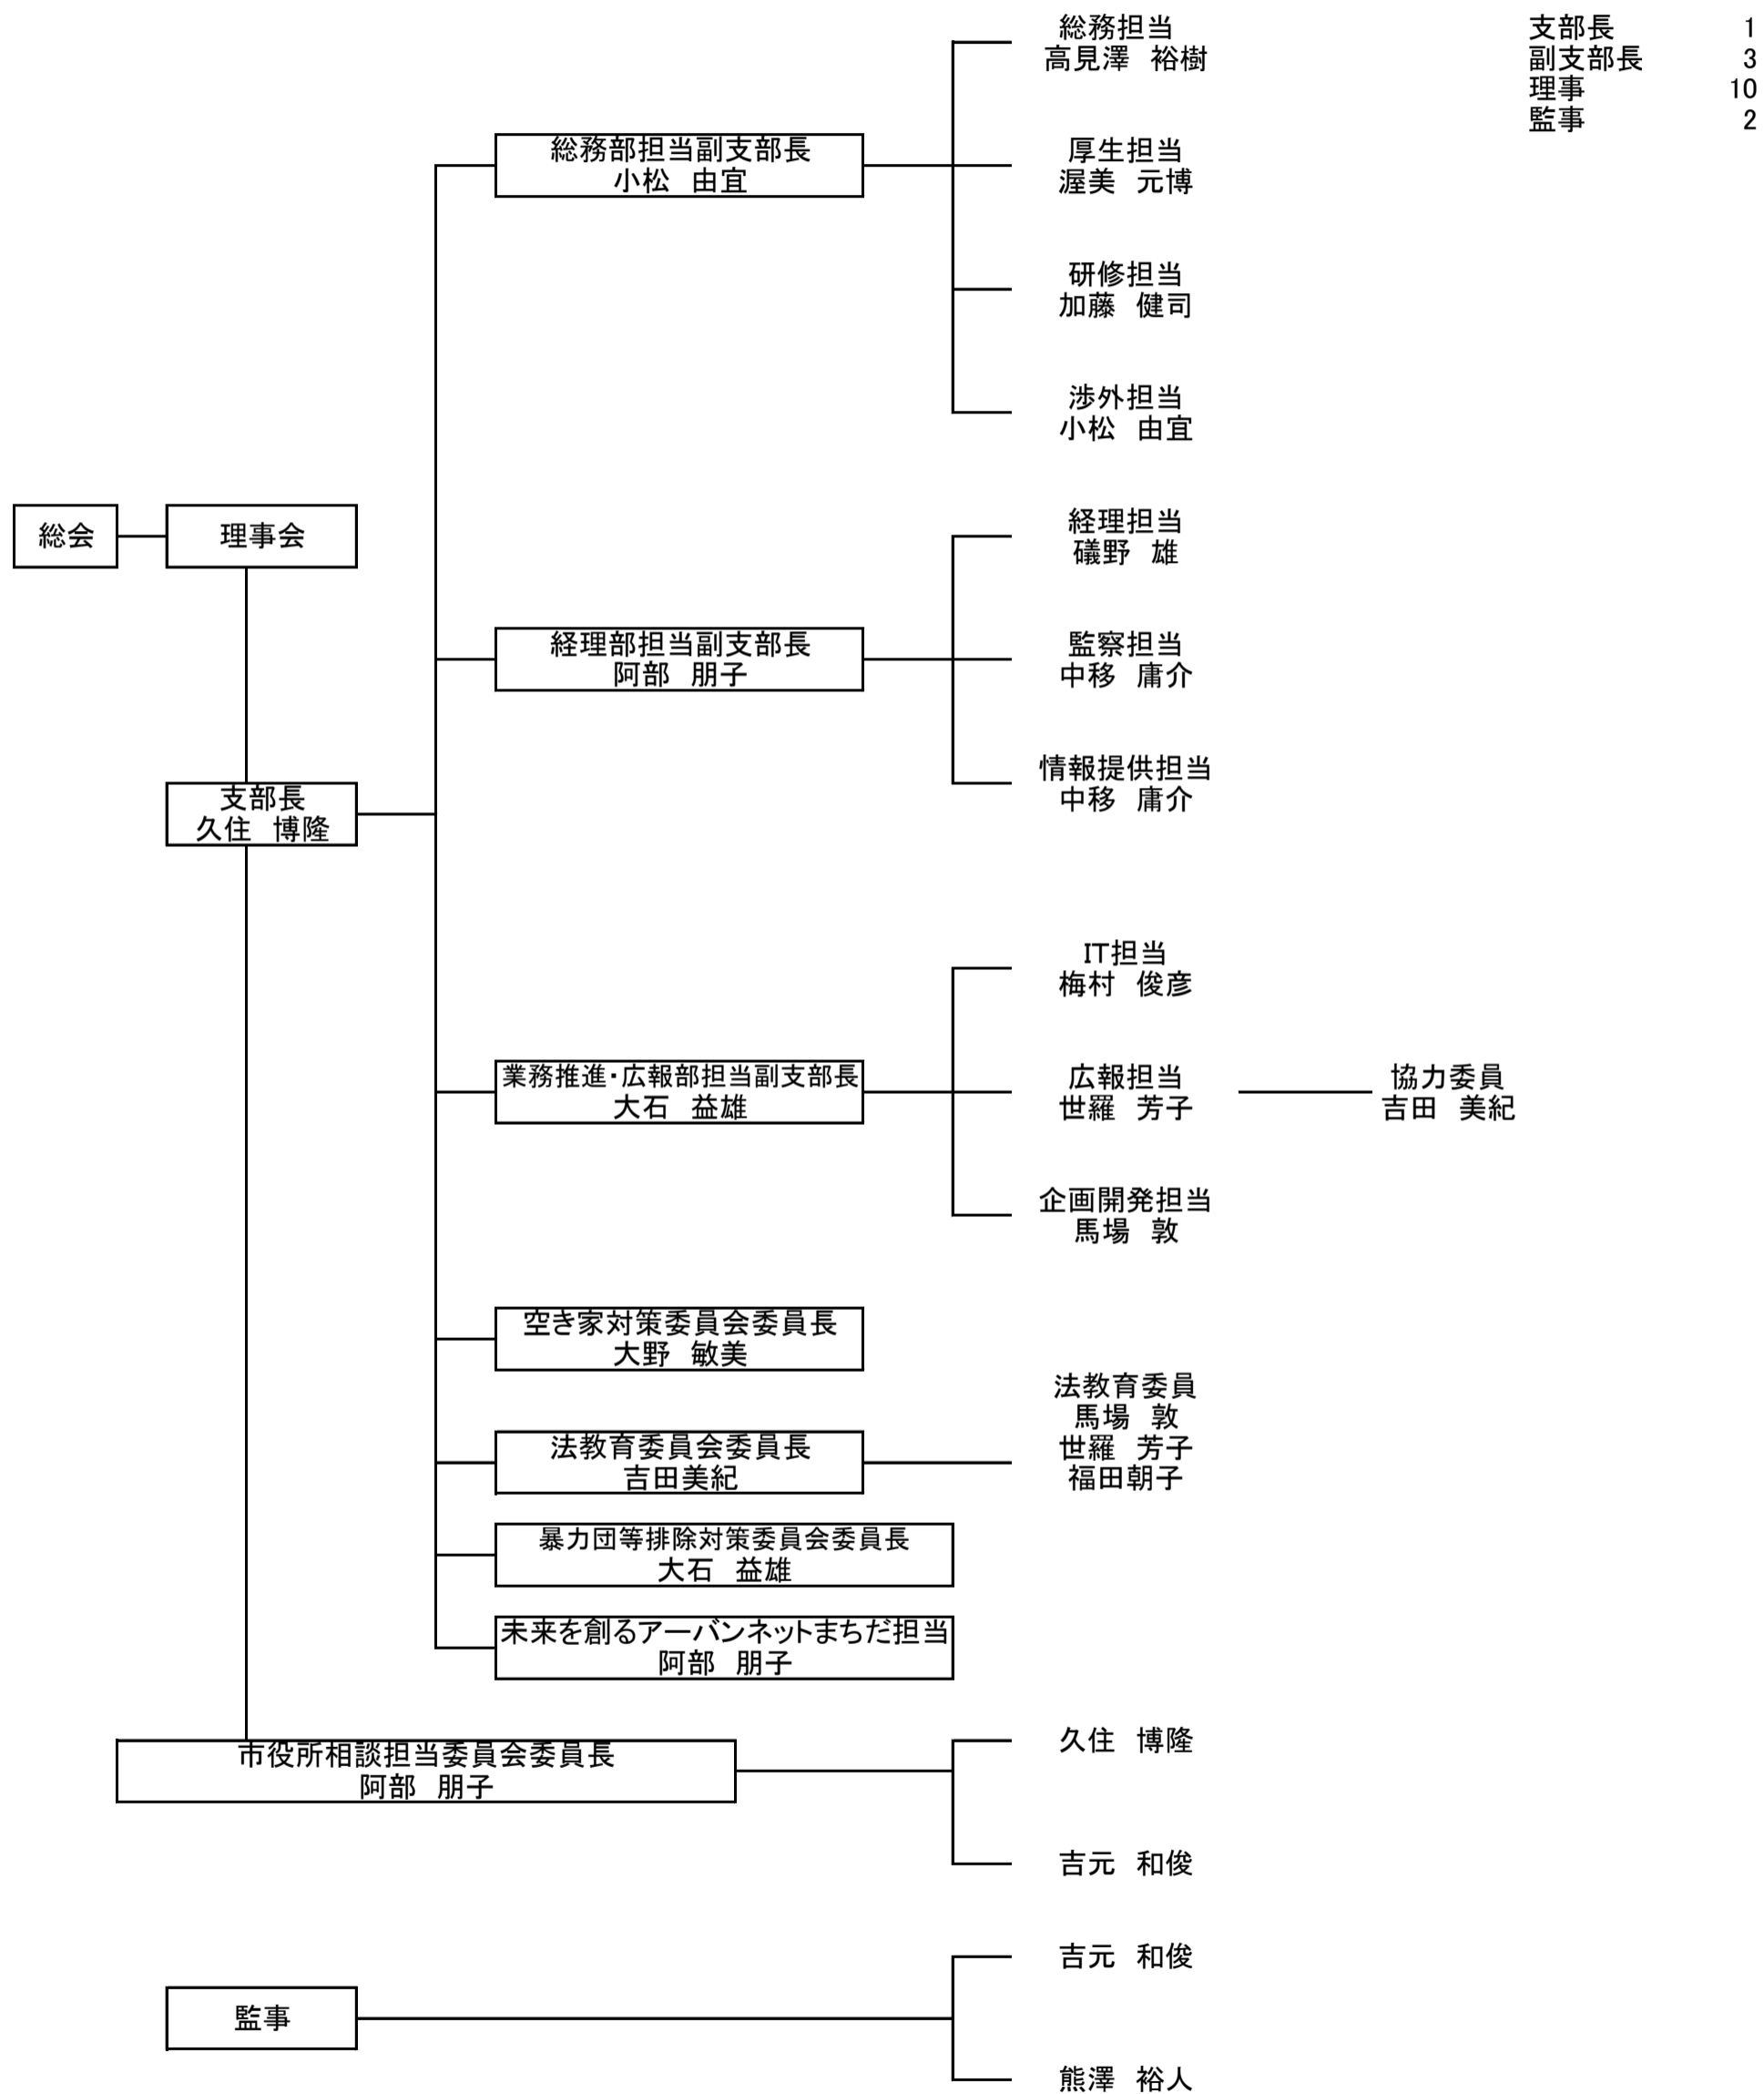 支部長 1
副支部長 3
理事 10
監事 2
総務担当
高見澤 裕樹
総務部担当副支部長
小松 由宜
厚生担当
渥美 元博
研修担当
加藤 健司
渉外担当
小松 由宜
総会
理事会
経理担当
礒野 雄
経理部担当副支部長
阿部 朋子
監察担当
中移 庸介
情報提供担当
中移 庸介
支部長
久住 博隆
IT担当
梅村 俊彦
業務推進・広報部担当副支部長
大石 益雄
広報担当
世羅 芳子
協力委員
吉田 美紀
企画開発担当
馬場 敦
空き家対策委員会委員長
大野 敏美
法教育委員会委員長
吉田美紀
法教育委員
馬場 敦
世羅 芳子
福田朝子
暴力団等排除対策委員会委員長
大石 益雄
未来を創るアーバンネットまちだ担当
阿部 朋子
市役所相談担当委員会委員長
阿部 朋子
久住 博隆
吉元 和俊
監事
吉元 和俊
熊澤 裕人